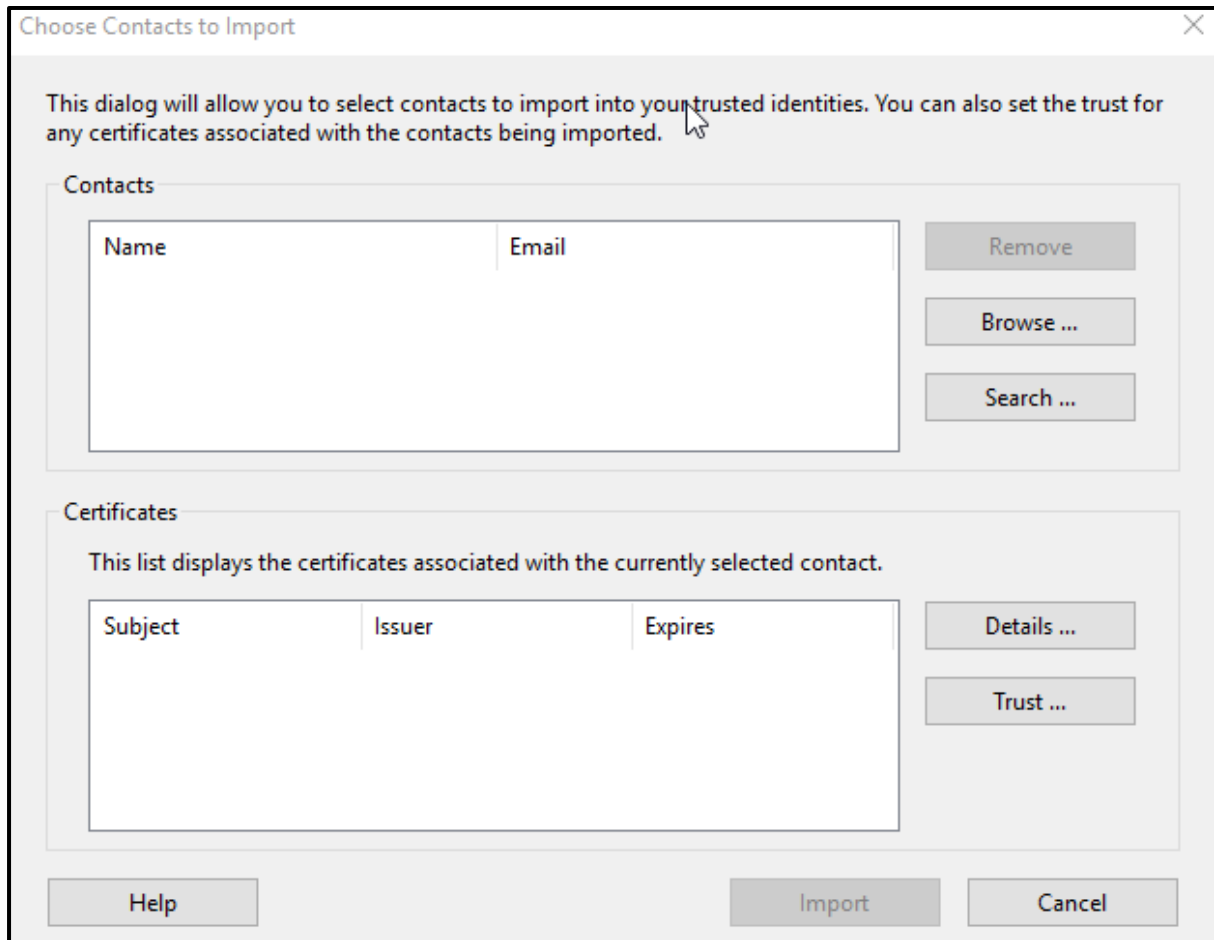 Choose Contacts to Import
This dialog will allow you to select contacts to import into your trusted identities. You can also set the trust for
any certificates associated with the contacts being imported.
Contacts
Name Email
Remove
Browse ...
Search ...
Certificates
This list displays the certificates associated with the currently selected contact.
Subject Issuer Expires
Details ...
Trust ...
Help Import Cancel